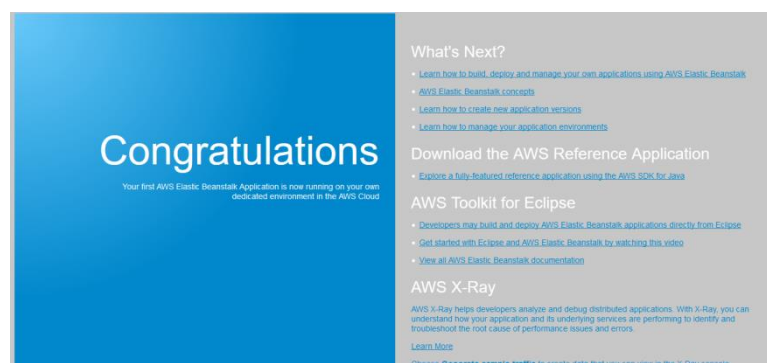 Congratulations
Your first AWS Elastic Beanstalk Application is now running on your own
dedicated environment in the AWS Cloud
What's Next?
Learn how to build, deploy and manage your own applications using AWS Elastic Beanstalk
AWS Elastic Beanstalk concepts
Learn how to create new application versions
Learn how to manage your application environments
Download the AWS Reference Application
Explore a fully-featured reference application using the AWS SDK for Java
AWS Toolkit for Eclipse
Developers may build and deploy AWS Elastic Beanstalk applications directly from Eclipse
Get started with Eclipse and AWS Elastic Beanstalk by watching this video
View all AWS Elastic Beanstalk documentation
AWS X-Ray
AWS X-Ray helps developers analyze and debug distributed applications. With X-Ray, you can
understand how your application and its underlying services are performing to identify and
troubleshoot the root cause of performance issues and errors.
Learn More